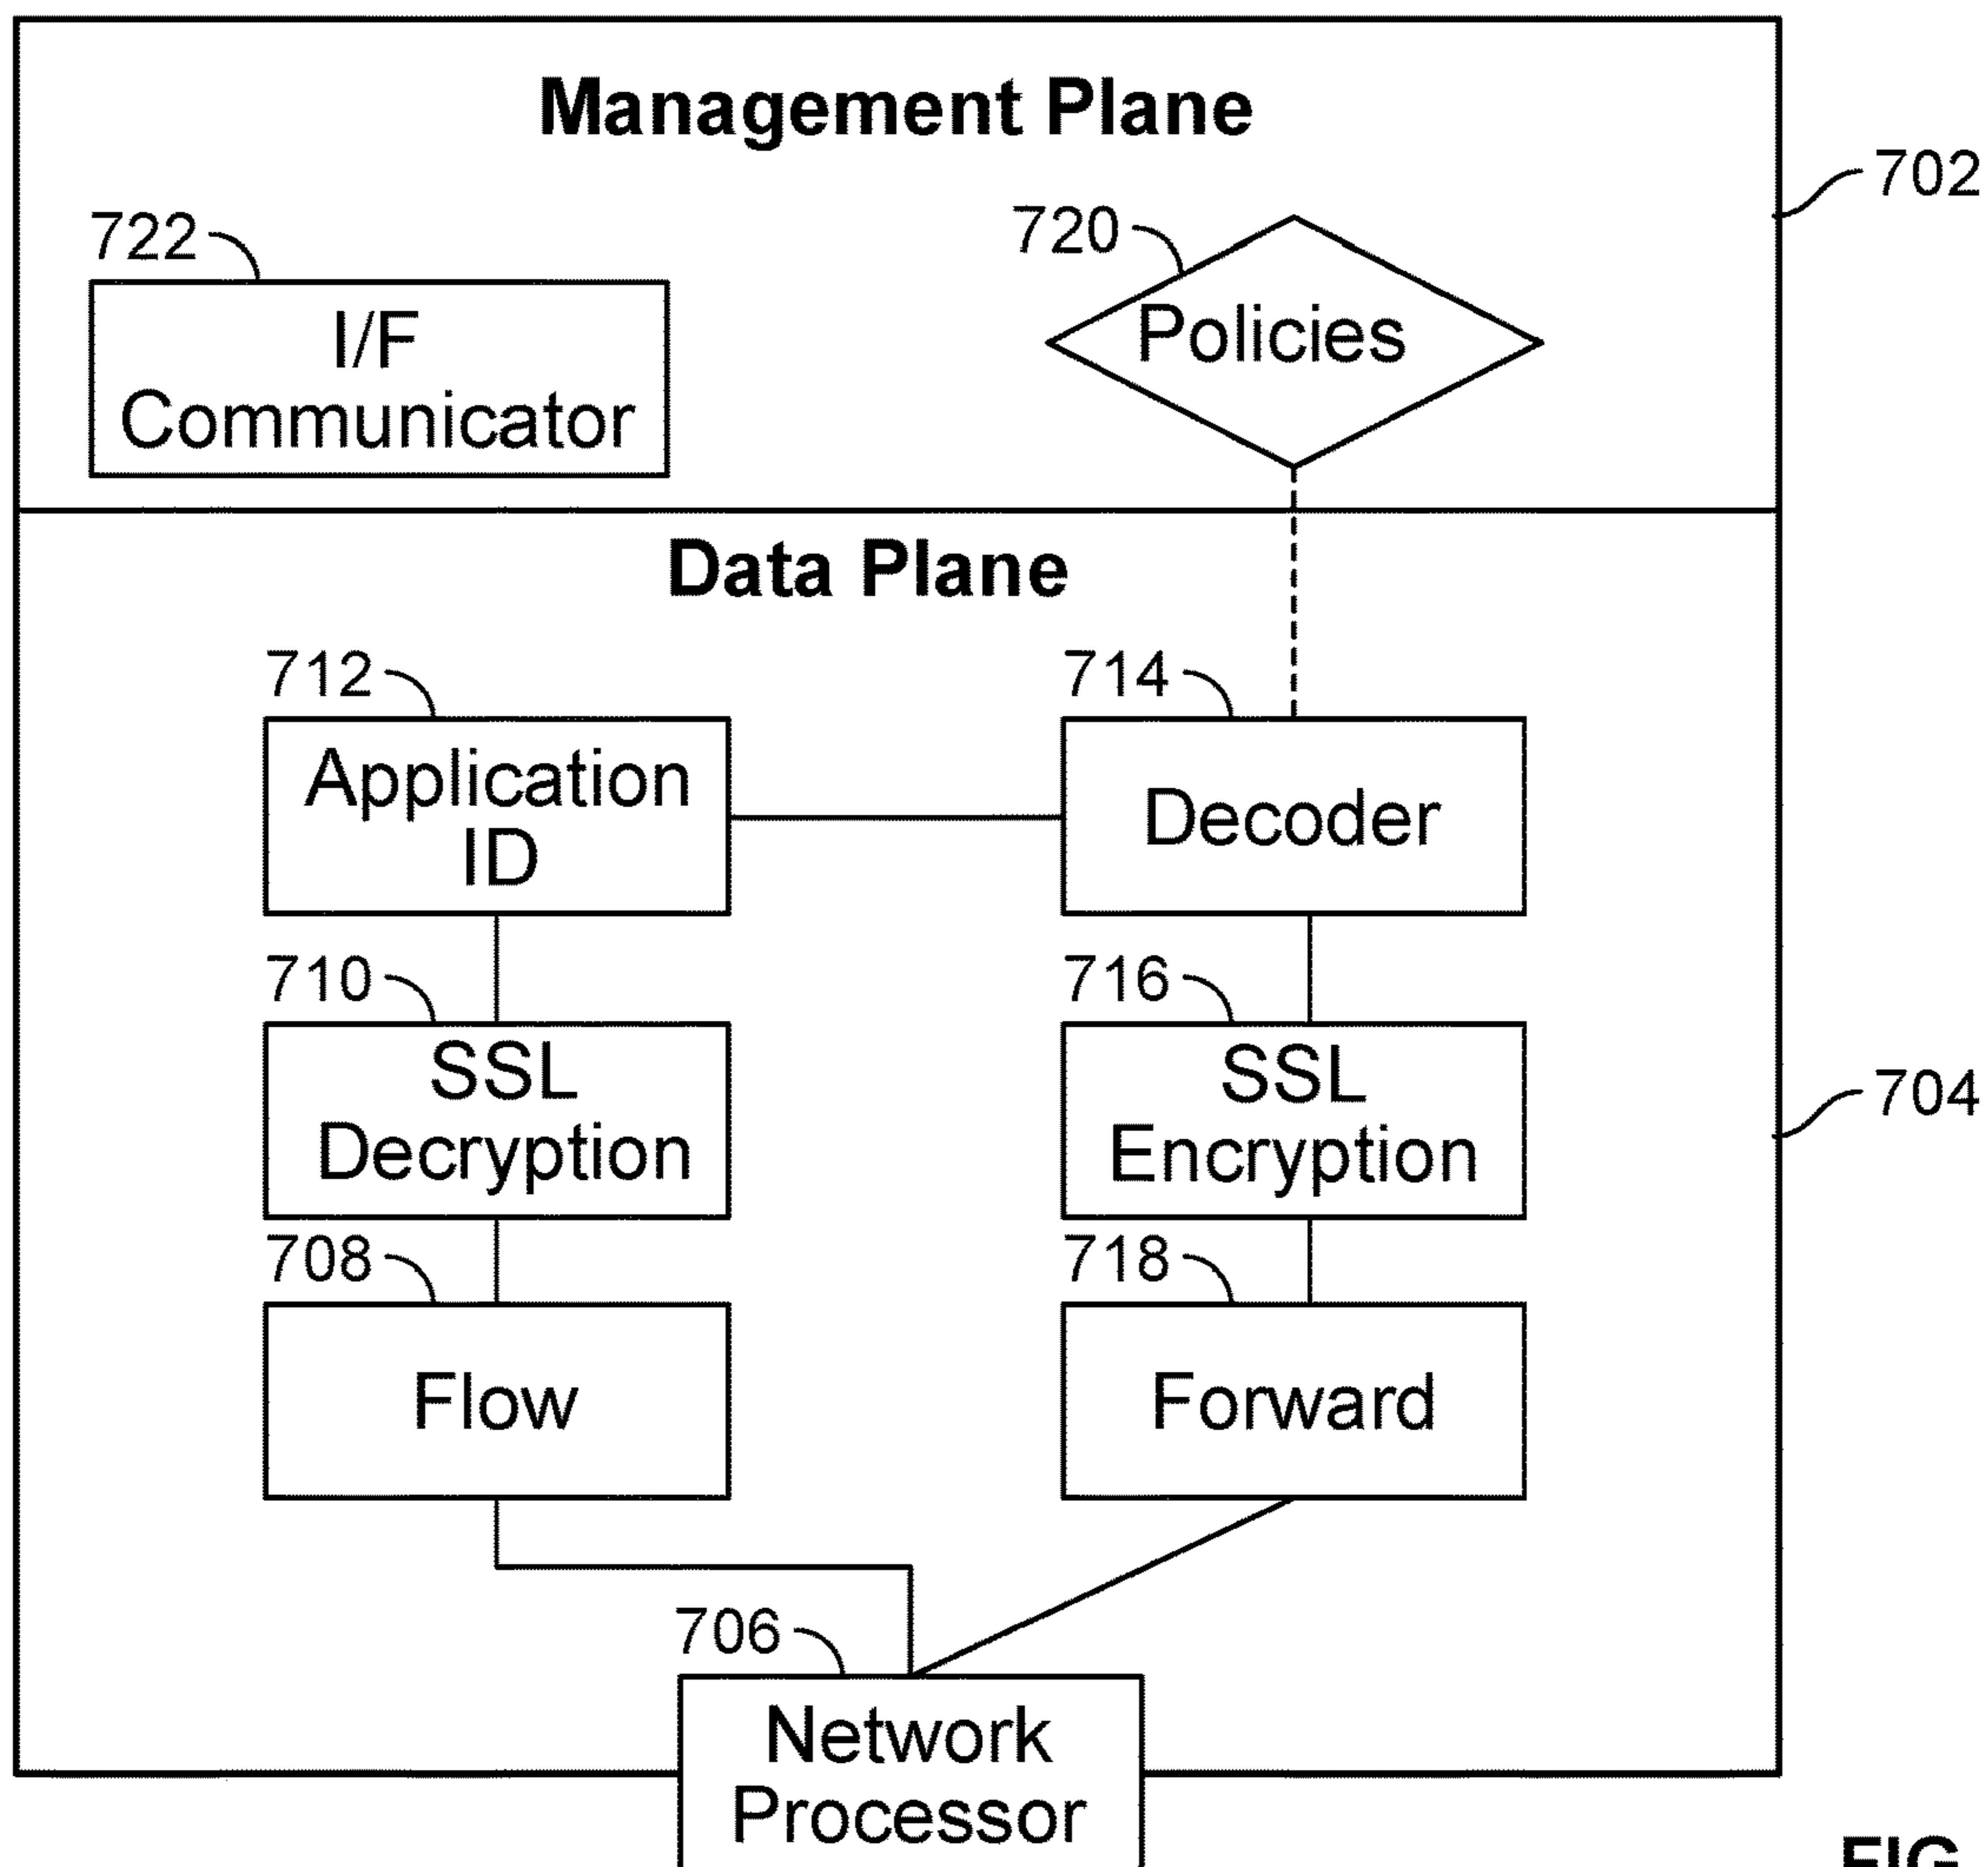 Management Plane
702
722
720
I/F
Communicator
Policies
Data Plane
712
714
Application
ID
Decoder
710
716
SSL
Decryption
SSL
Encryption
704
708
718
Flow
Forward
706
Network
Processor
FIG